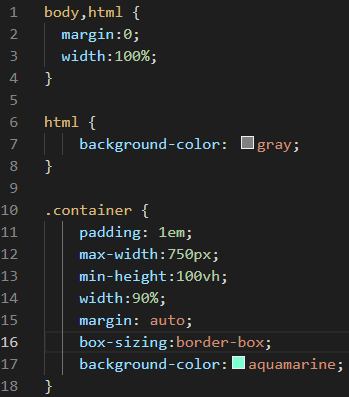 1 body,html {
2 margin:0;
3 width:100%;
4 }
5
6 html {
7 background-color: gray;
8 }
9
10 .container {
11 padding: 1em;
12 max-width:750px;
13 min-height:100vh;
14 width:90%;
15 margin: auto;
16 box-sizing:border-box;
17 background-color:aquamarine;
18 }